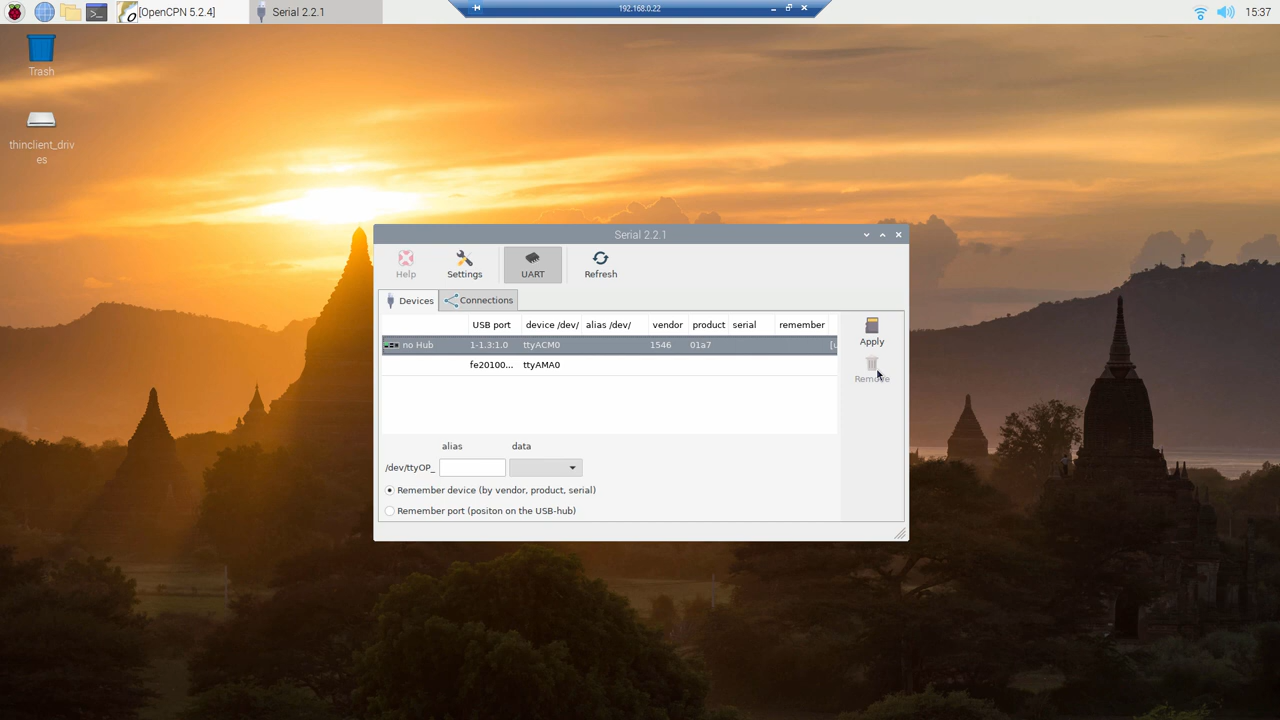 [OpenCPN 5.2.4]
Serial 2.2.1
192.168.0.22
15:37
Trash
thinclient_driv
es
Serial 2.2.1
Help
Settings
UART
Refresh
Devices
Connections
USB port device /dev/ alias /dev/ vendor product serial remember
no Hub 1-1.3:1.0 ttyACM0 1546 01a7 [u
fe20100... ttyAMA0
Apply
Remove
alias data
/dev/ttyOP_
Remember device (by vendor, product, serial)
Remember port (positon on the USB-hub)